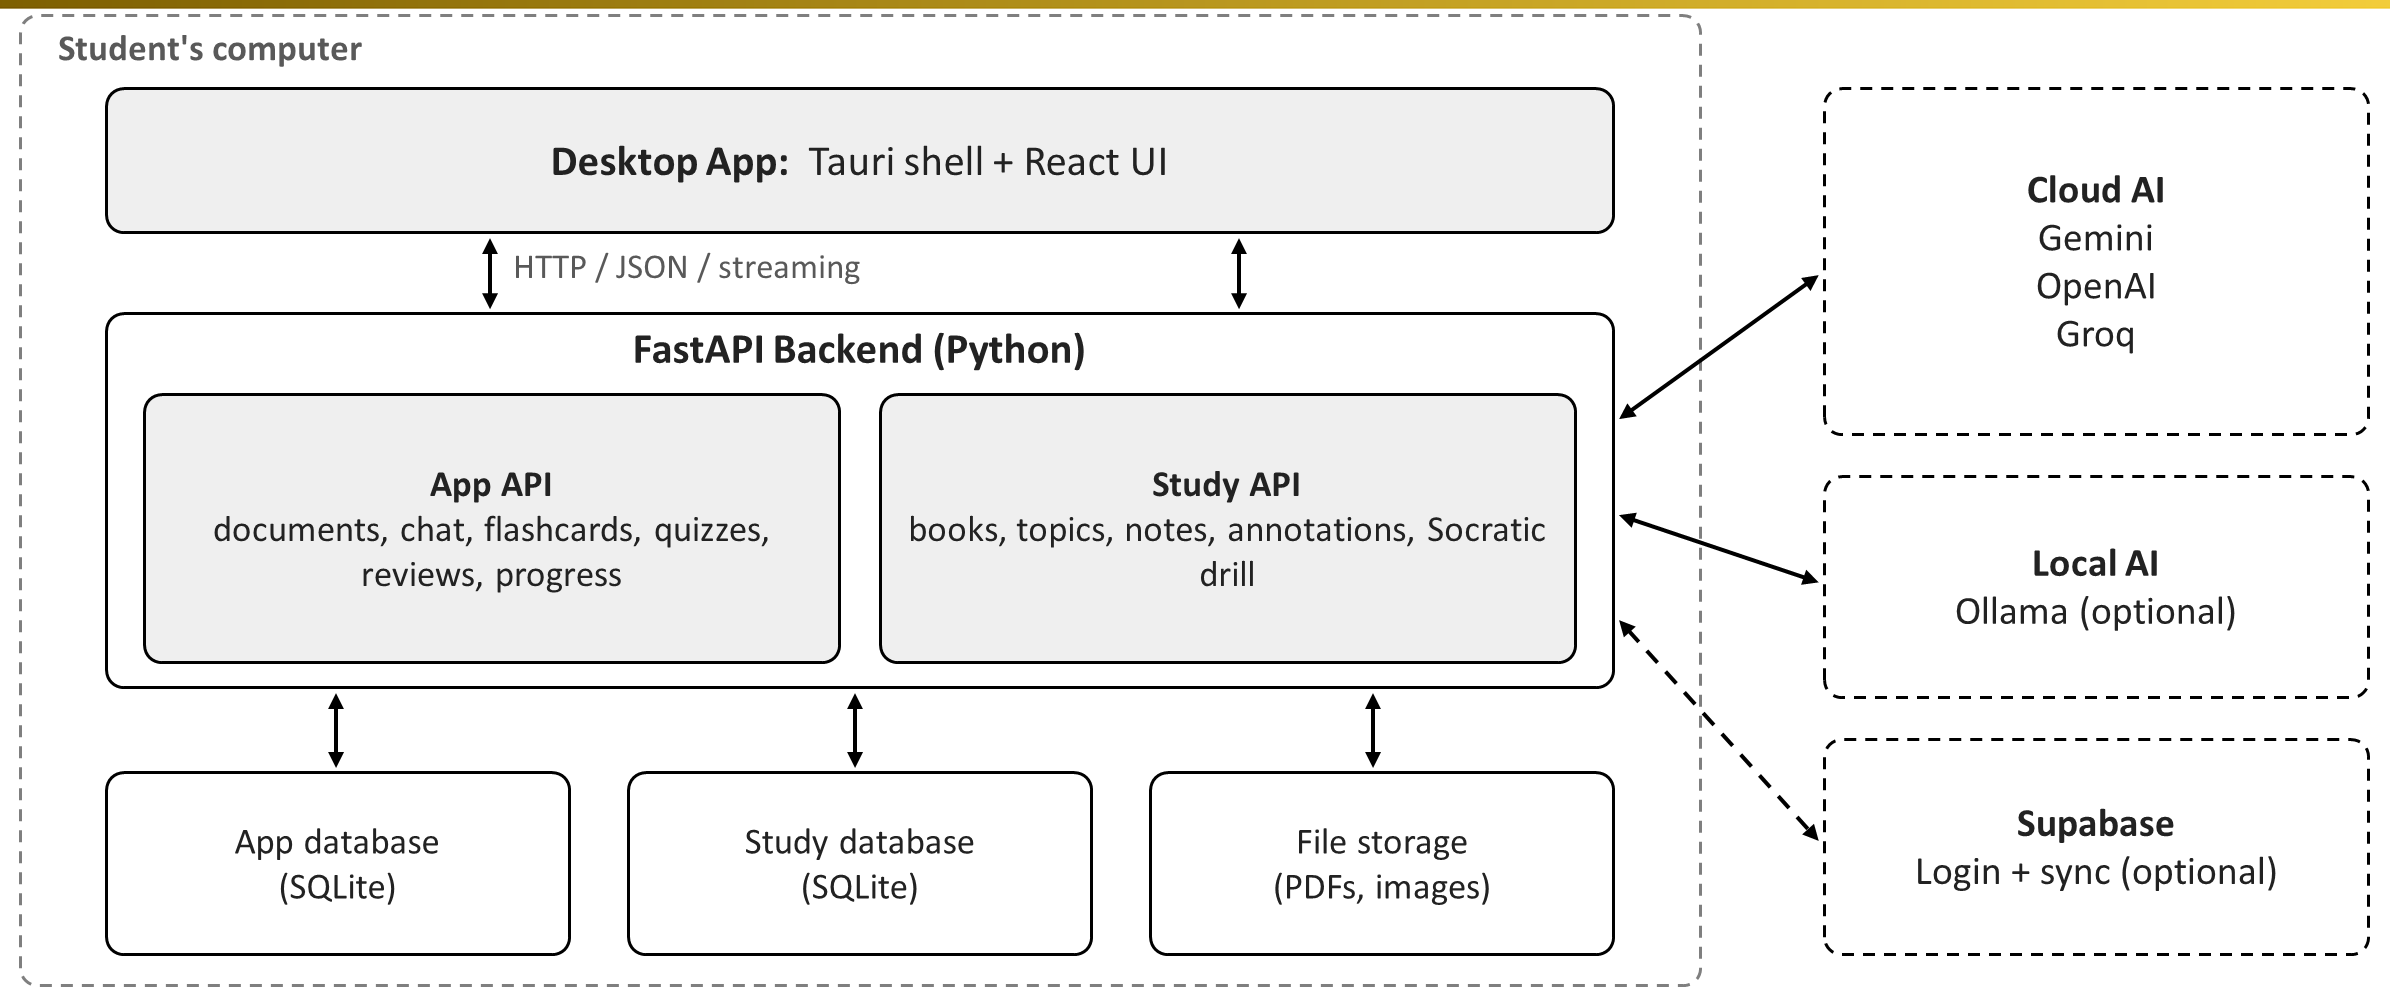 Student's computer
Desktop App: Tauri shell + React UI
HTTP / JSON / streaming
FastAPI Backend (Python)
App API
documents, chat, flashcards, quizzes,
reviews, progress
Study API
books, topics, notes, annotations, Socratic
drill
App database
(SQLite)
Study database
(SQLite)
File storage
(PDFs, images)
Cloud AI
Gemini
OpenAI
Groq
Local AI
Ollama (optional)
Supabase
Login + sync (optional)